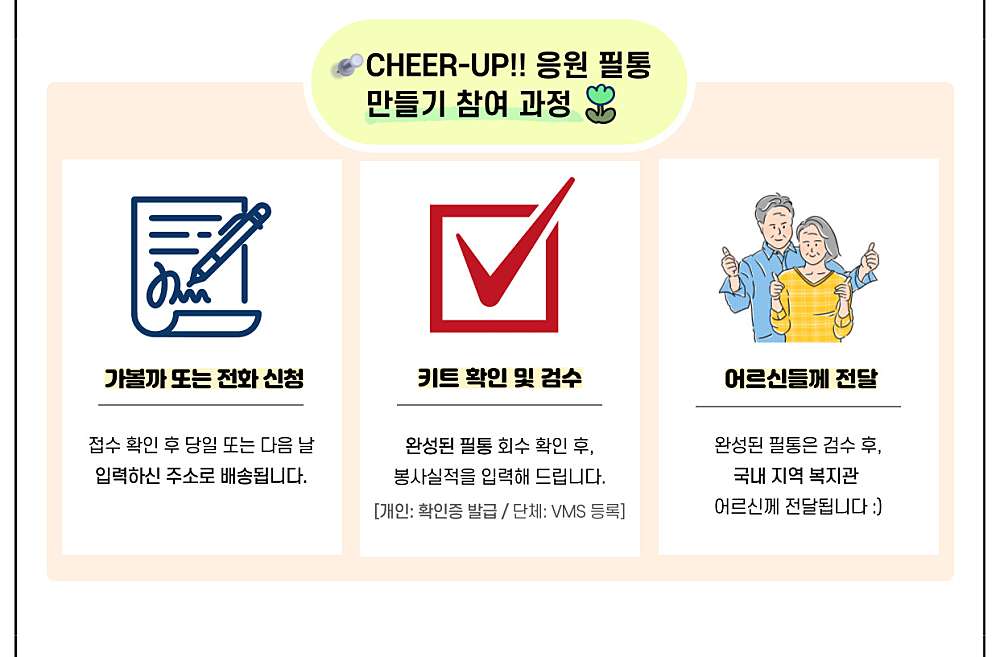 CHEER-UP!! 응원 필통
만들기 참여 과정
가볼까 또는 전화 신청
접수 확인 후 당일 또는 다음 날
입력하신 주소로 배송됩니다.
키트 확인 및 검수
완성된 필통 회수 확인 후,
봉사실적을 입력해 드립니다.
[개인: 확인증 발급 / 단체: VMS 등록]
어르신들께 전달
완성된 필통은 검수 후,
국내 지역 복지관
어르신께 전달됩니다 :)